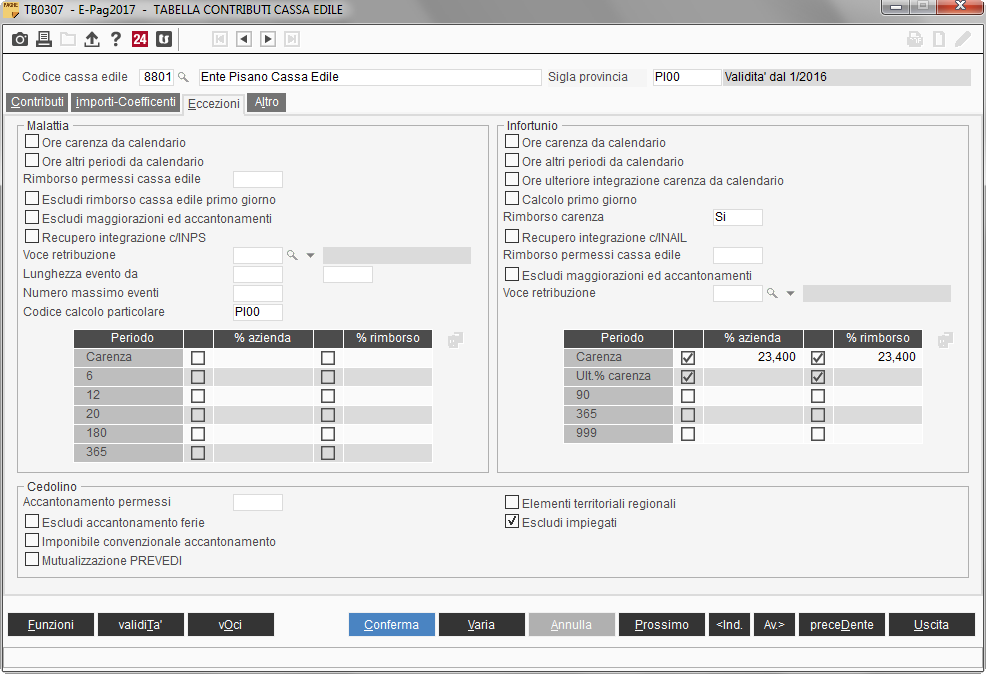 TB0307 - E-Pag2017 - TABELLA CONTRIBUTI CASSA EDILE
? 24
Codice cassa edile 8801 Ente Pisano Cassa Edile Sigla provincia PI00 Validita' dal 1/2016
Contributi Importi-Coefficenti Eccezioni Altro
Malattia
Ore carenza da calendario
Ore altri periodi da calendario
Rimborso permessi cassa edile
Escludi rimborso cassa edile primo giorno
Escludi maggiorazioni ed accantonamenti
Recupero integrazione c/INPS
Voce retribuzione
Lunghezza evento da
Numero massimo eventi
Codice calcolo particolare PI00
Periodo % azienda % rimborso
Carenza
6
12
20
180
365
Infortunio
Ore carenza da calendario
Ore altri periodi da calendario
Ore ulteriore integrazione carenza da calendario
Calcolo primo giorno
Rimborso carenza Si
Recupero integrazione c/INAIL
Rimborso permessi cassa edile
Escludi maggiorazioni ed accantonamenti
Voce retribuzione
Periodo % azienda % rimborso
Carenza 23,400 23,400
Ult.% carenza
90
365
999
Cedolino
Accantonamento permessi
Escludi accantonamento ferie
Imponibile convenzionale accantonamento
Mutualizzazione PREVEDI
Elementi territoriali regionali
Escludi impiegati
Funzioni validiTa' vOci Conferma Varia Annulla Prossimo <Ind. Av.> preceDente Uscita